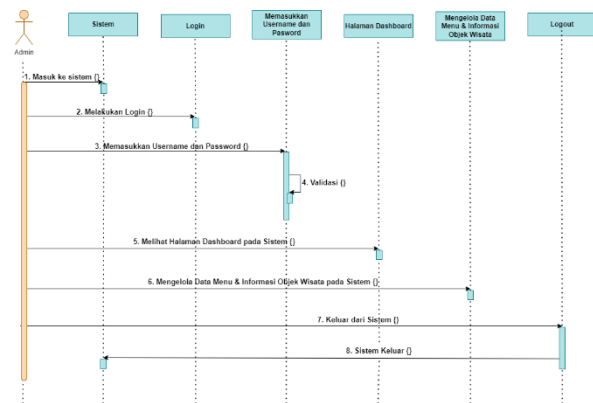 Admin
Sistem
Login
Memasukkan
Username dan
Pasword
Halaman Dashboard
Mengelola Data
Menu & Informasi
Objek Wisata
Logout
1. Masuk ke sistem {}
2. Melakukan Login {}
3. Memasukkan Username dan Password {}
4. Validasi {}
5. Melihat Halaman Dashboard pada Sistem {}
6. Mengelola Data Menu & Informasi Objek Wisata pada Sistem {}
7. Keluar dari Sistem {}
8. Sistem Keluar {}